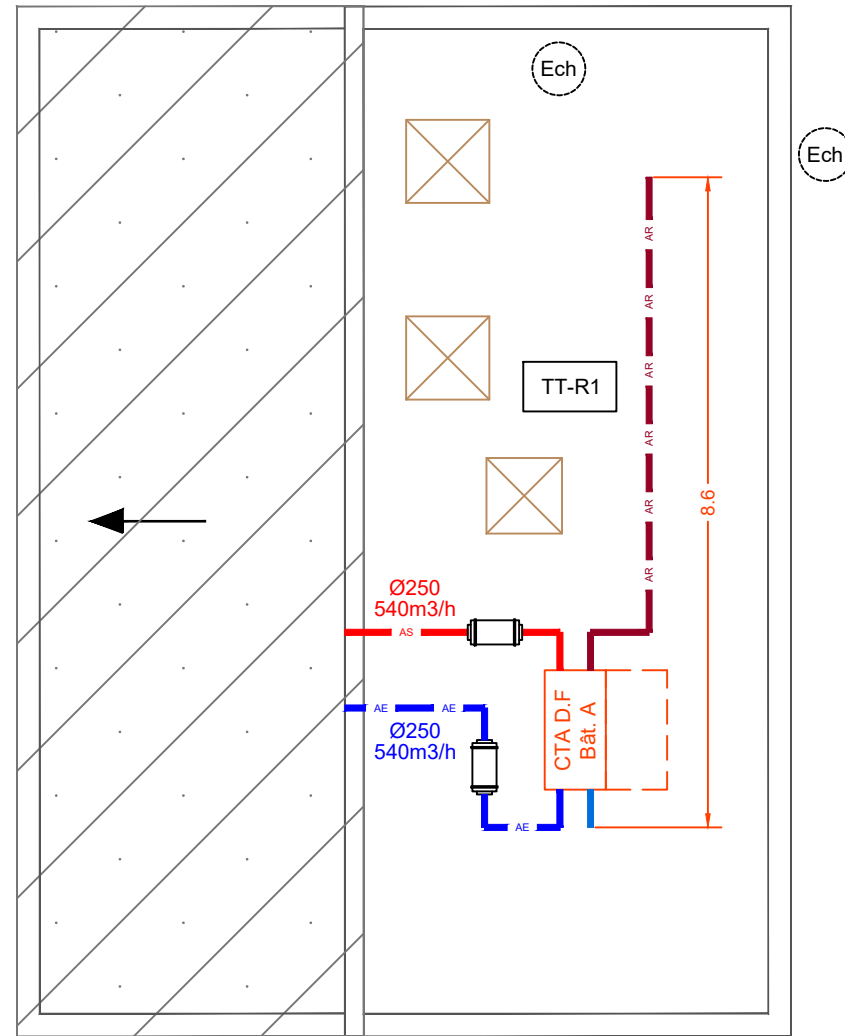 Ech
Ech
AR
AR
AR
AR
AR
AR
TT-R1
8.6
Ø250
540m3/h
AS
AE
AE
Ø250
540m3/h
CTA D.F
Bât. A
AE